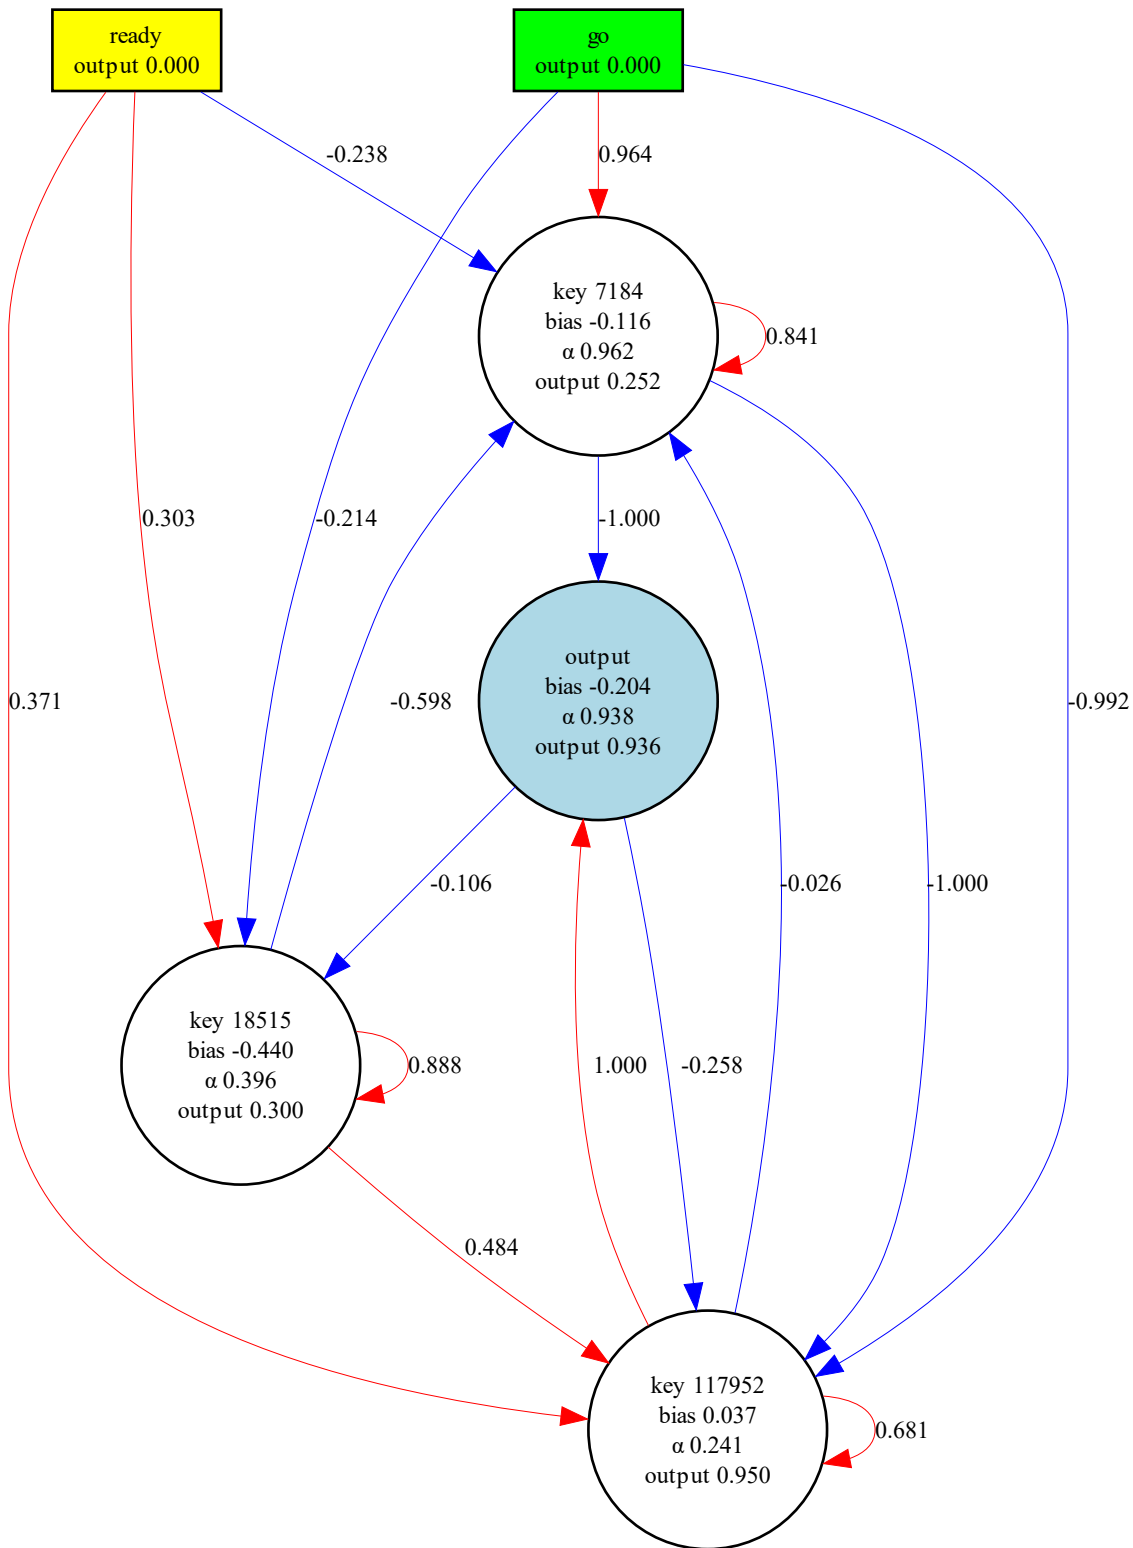 ready
output 0.000
go
output 0.000
-0.238
0.964
key 7184
bias -0.116
α 0.962
output 0.252
0.841
0.303
-0.214
-1.000
output
bias -0.204
α 0.938
output 0.936
0.371
-0.598
-0.992
-0.106
-0.026
-1.000
key 18515
bias -0.440
α 0.396
output 0.300
0.888
1.000
-0.258
0.484
key 117952
bias 0.037
α 0.241
output 0.950
0.681